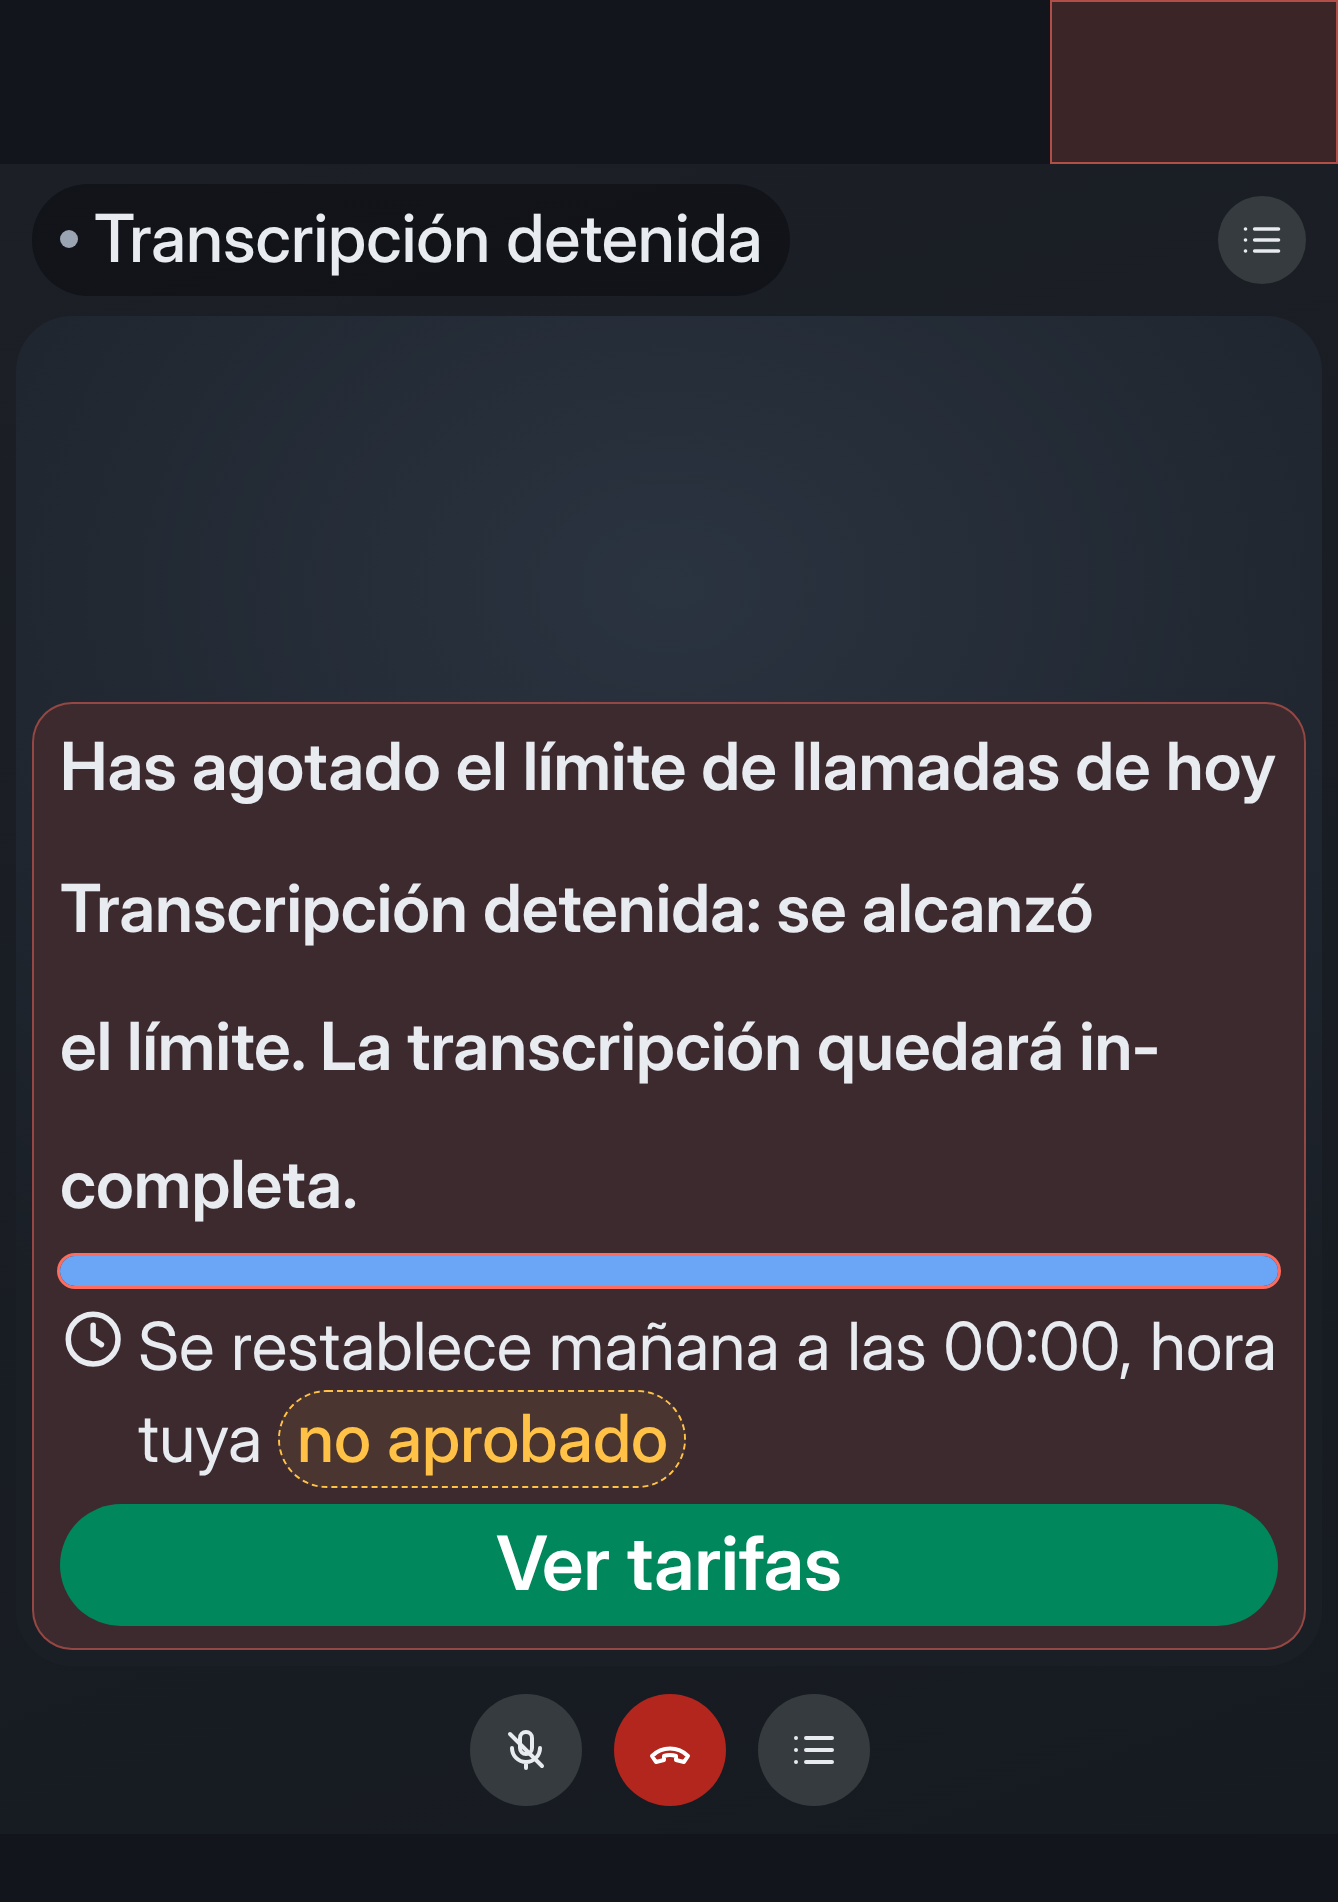 Transcripción detenida
Has agotado el límite de llamadas de hoy
Transcripción detenida: se alcanzó
el límite. La transcripción quedará in-
completa.
Se restablece mañana a las 00:00, hora
tuya no aprobado
Ver tarifas